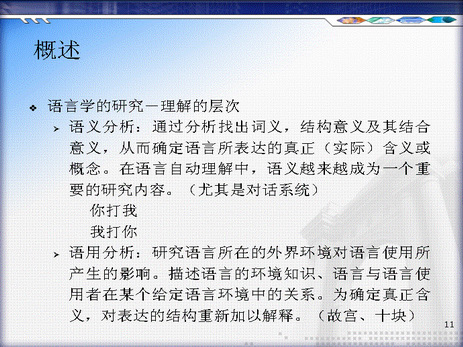 概述
❖ 语言学的研究－理解的层次
➢ 语义分析：通过分析找出词义，结构意义及其结合
意义，从而确定语言所表达的真正（实际）含义或
概念。在语言自动理解中，语义越来越成为一个重
要的研究内容。（尤其是对话系统）
你打我
我打你
➢ 语用分析：研究语言所在的外界环境对语言使用所
产生的影响。描述语言的环境知识、语言与语言使
用者在某个给定语言环境中的关系。为确定真正含
义，对表达的结构重新加以解释。（故宫、十块）
11